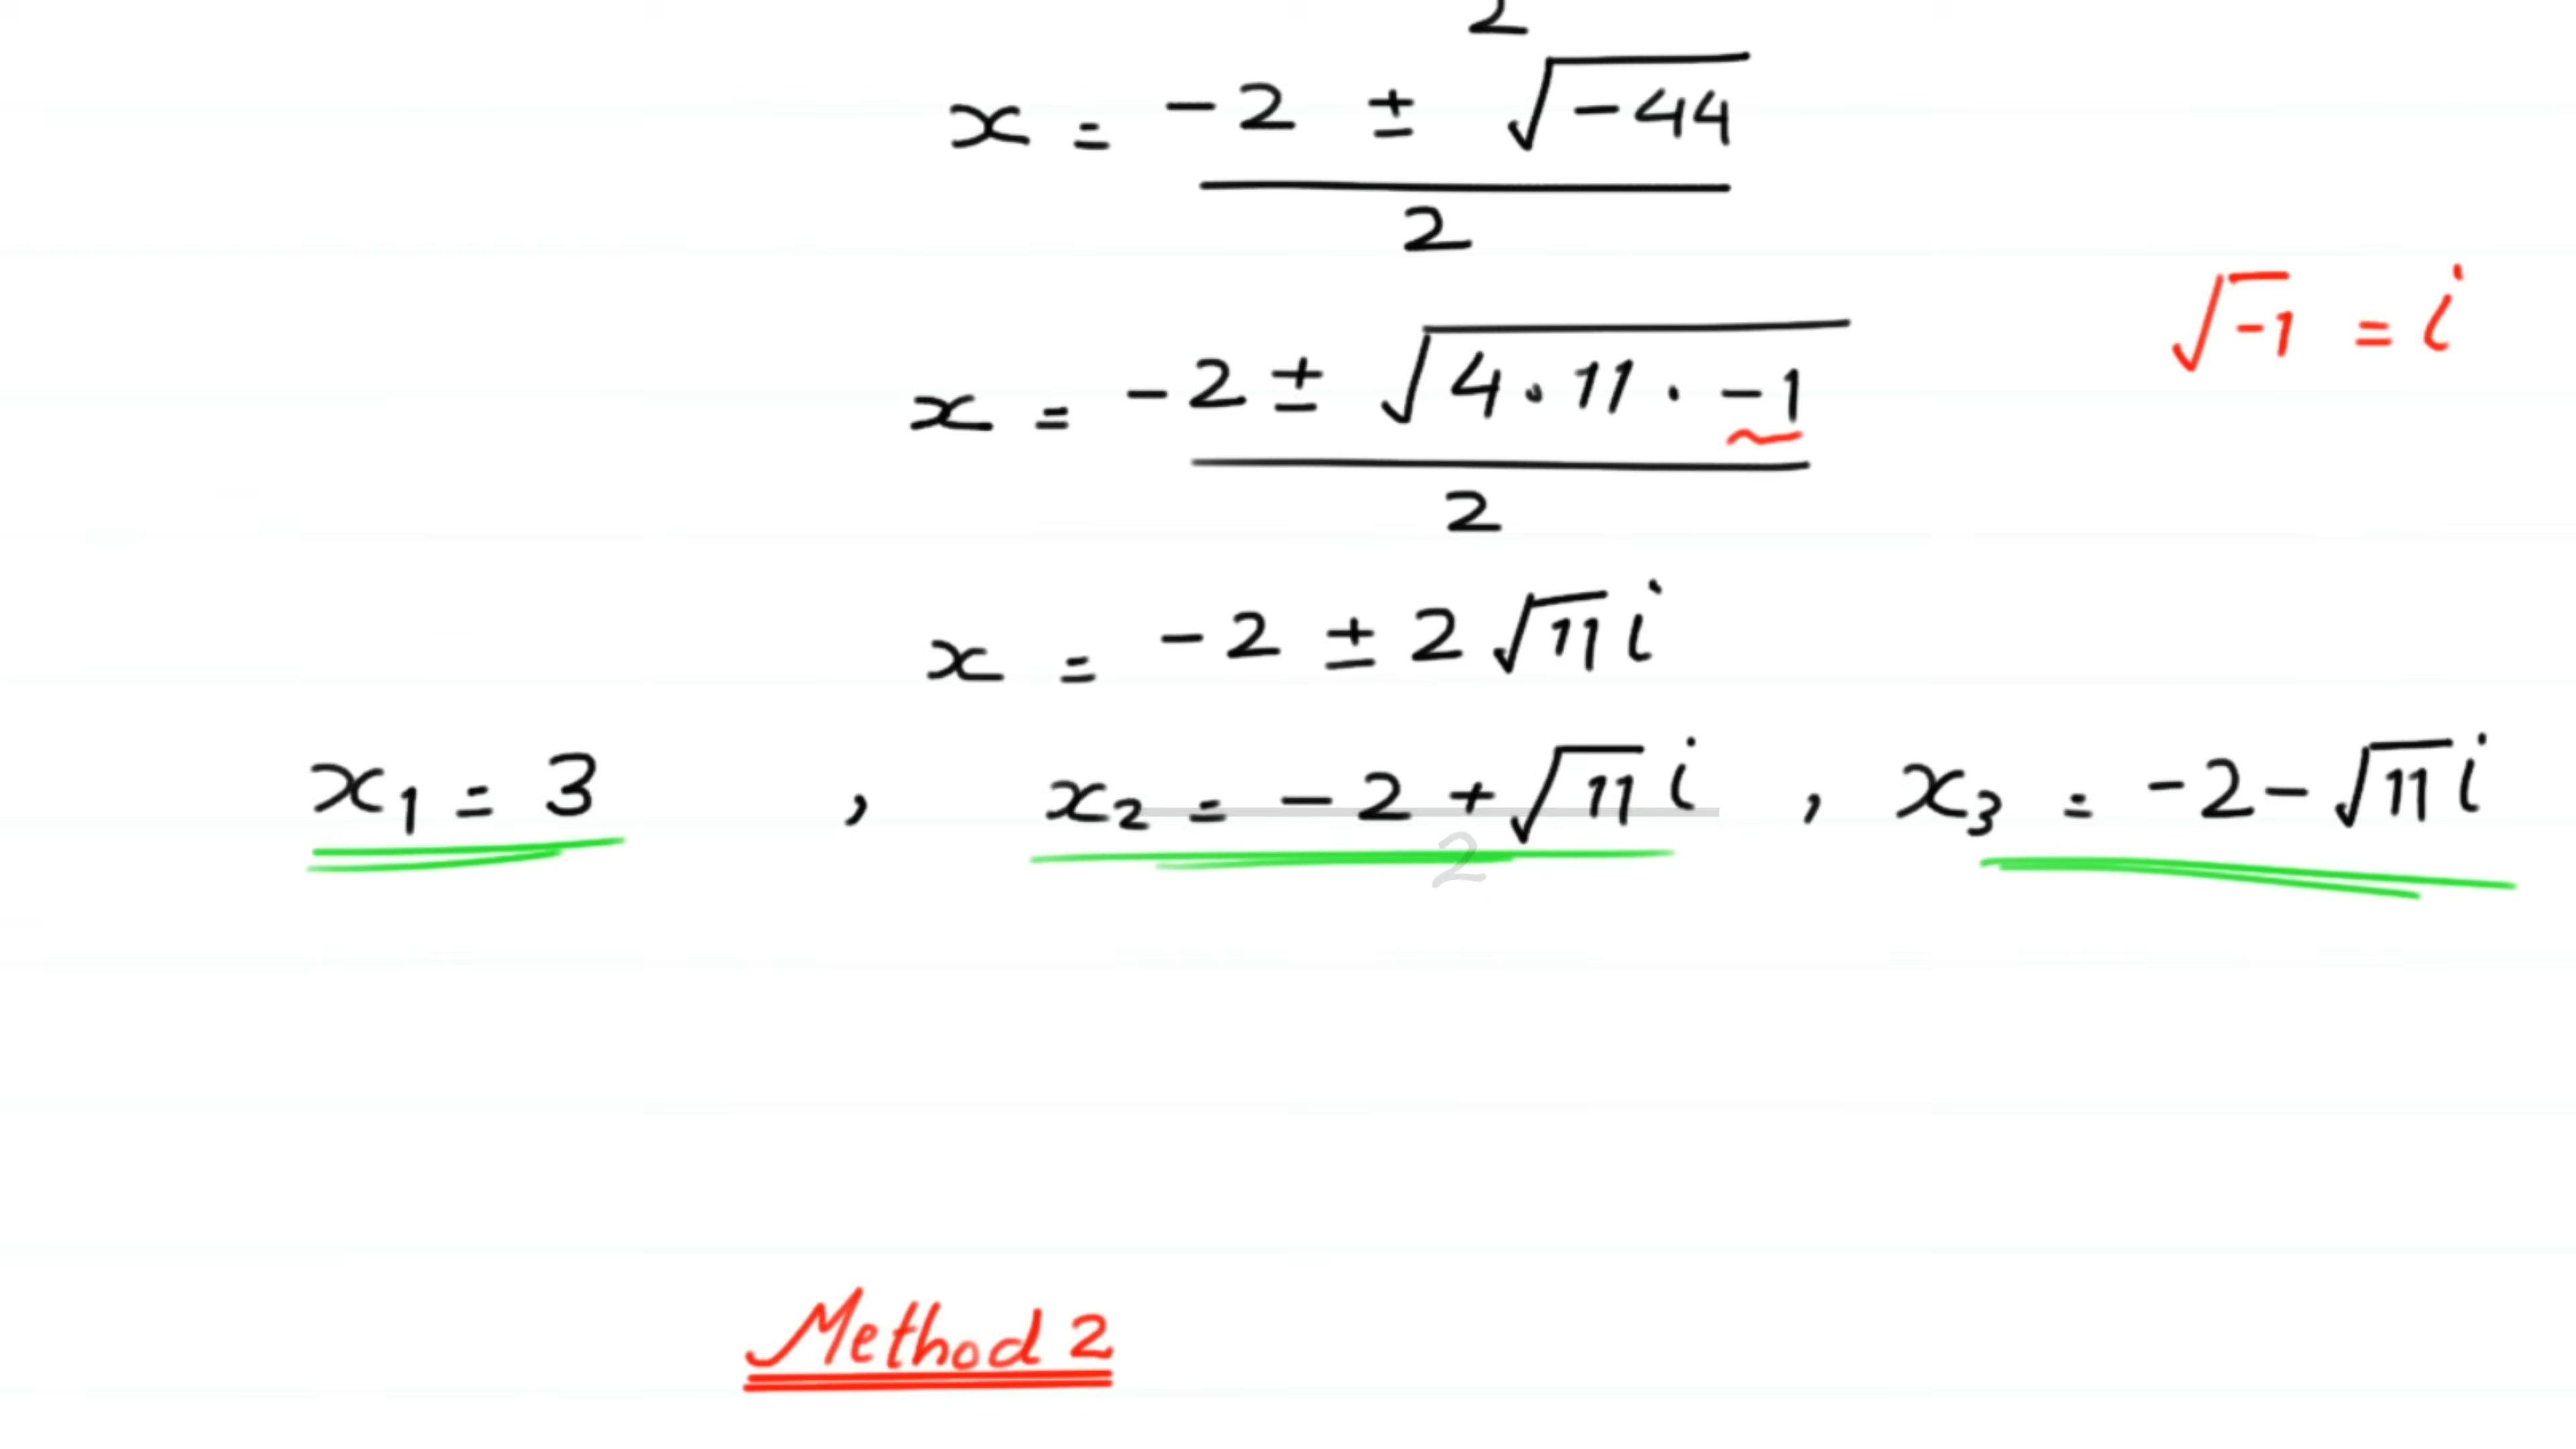 2
x = -2 ± √-44
2
√-1 = i
x = -2 ± √4 · 11 · -1
2
x = -2 ± 2 √11 i
x₁ = 3 , x₂ = -2 + √11 i , x₃ = -2 - √11 i
2
Method 2